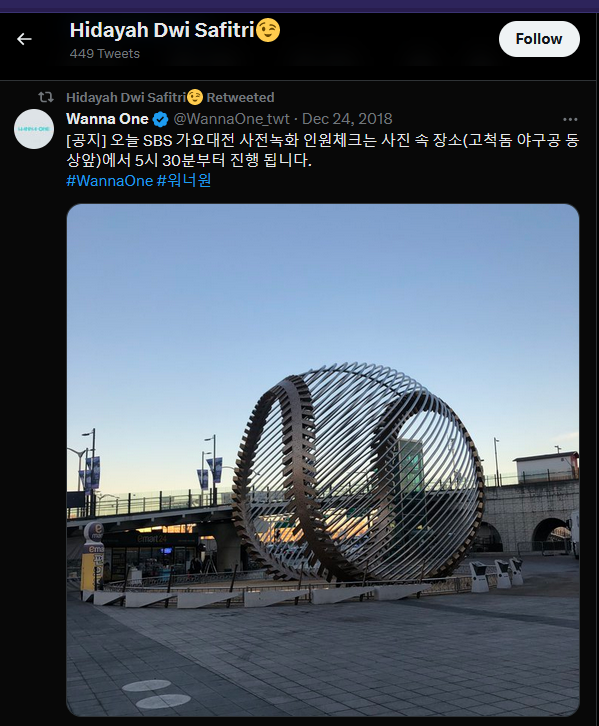 Hidayah Dwi Safitri😉
449 Tweets
Follow
Hidayah Dwi Safitri😉 Retweeted
Wanna One @WannaOne_twt · Dec 24, 2018
[공지] 오늘 SBS 가요대전 사전녹화 인원체크는 사진 속 장소(고척돔 야구공 동
상앞)에서 5시 30분부터 진행 됩니다.
#WannaOne #워너원
emart24